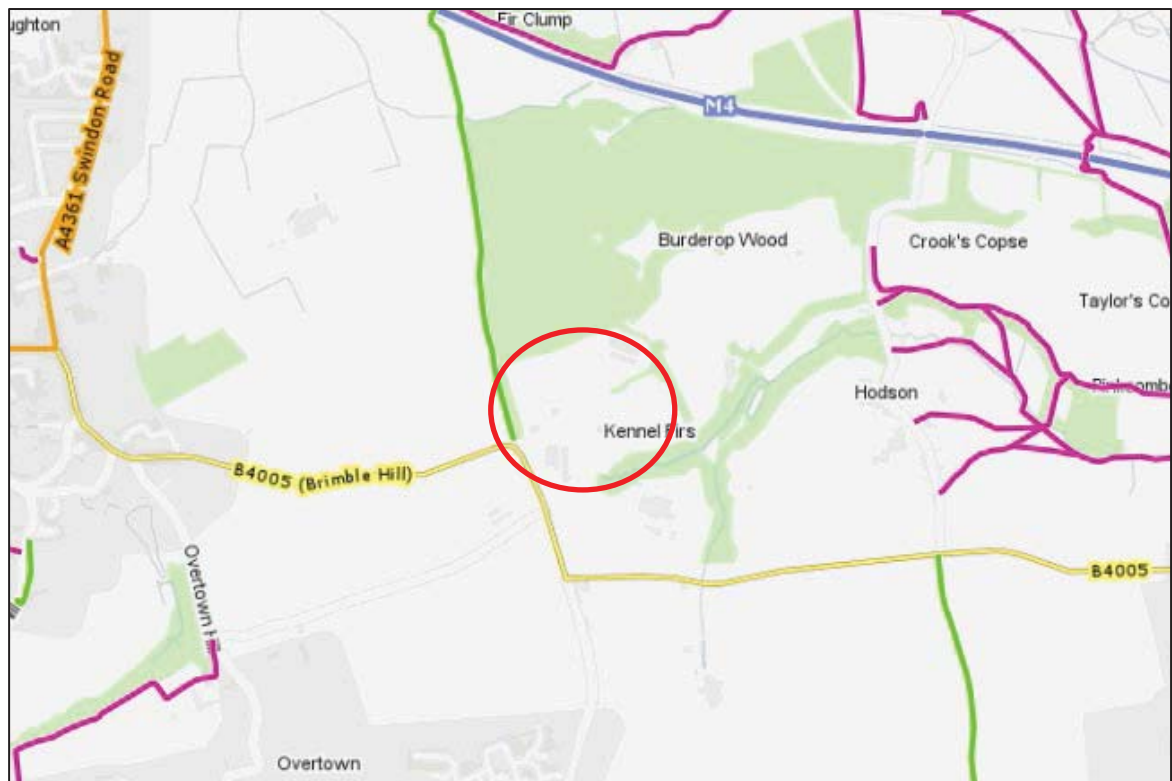 ughton
Fir Clump
A4361 Swindon Road
M4
Burderop Wood
Crook's Copse
Taylor's Co
Hodson
Kennel Firs
B4005 (Brimble Hill)
B4005
Overtown Hill
Overtown